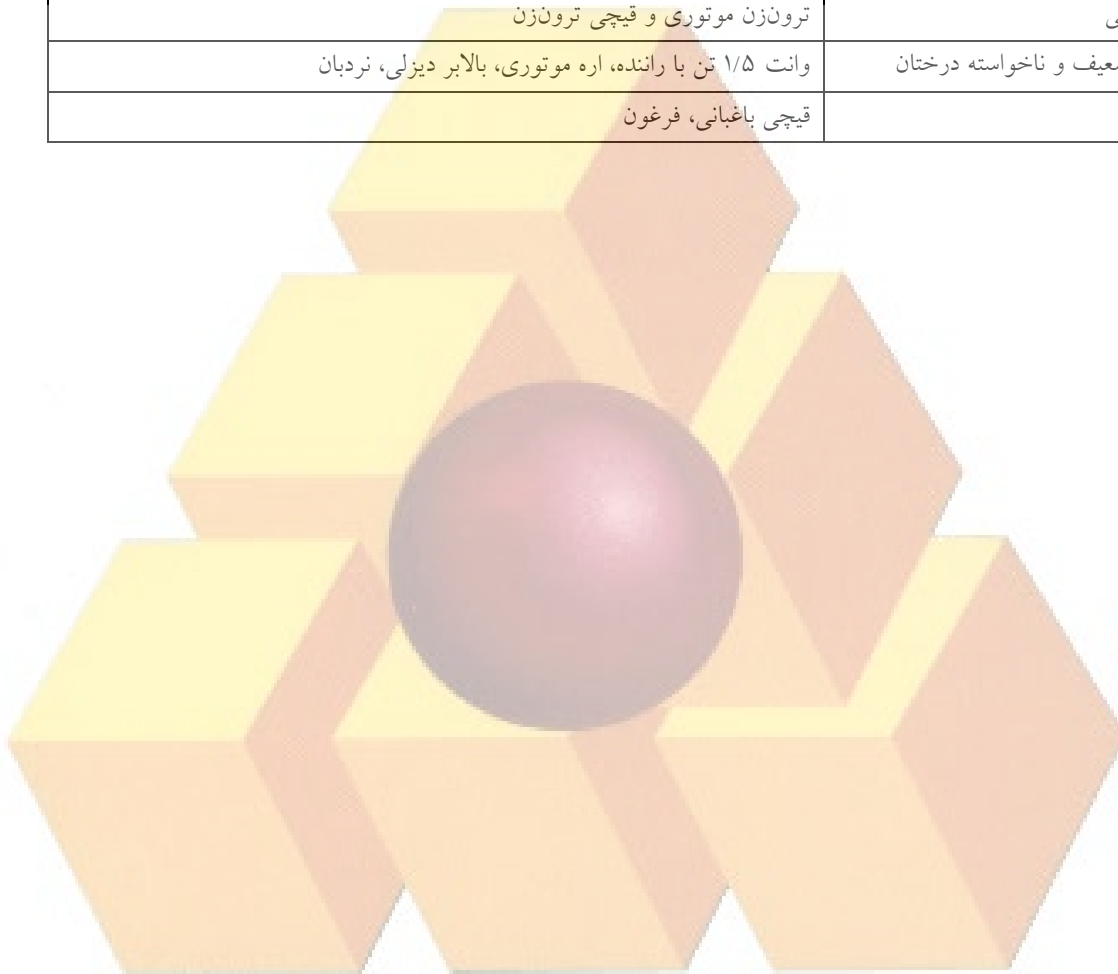 ترون‌زن موتوری و قیچی ترون‌زن
و ناخواسته درختان وانت ۱/۵ تن با راننده، اره موتوری، بالابر دیزلی، نردبان
قیچی باغبانی، فرغون